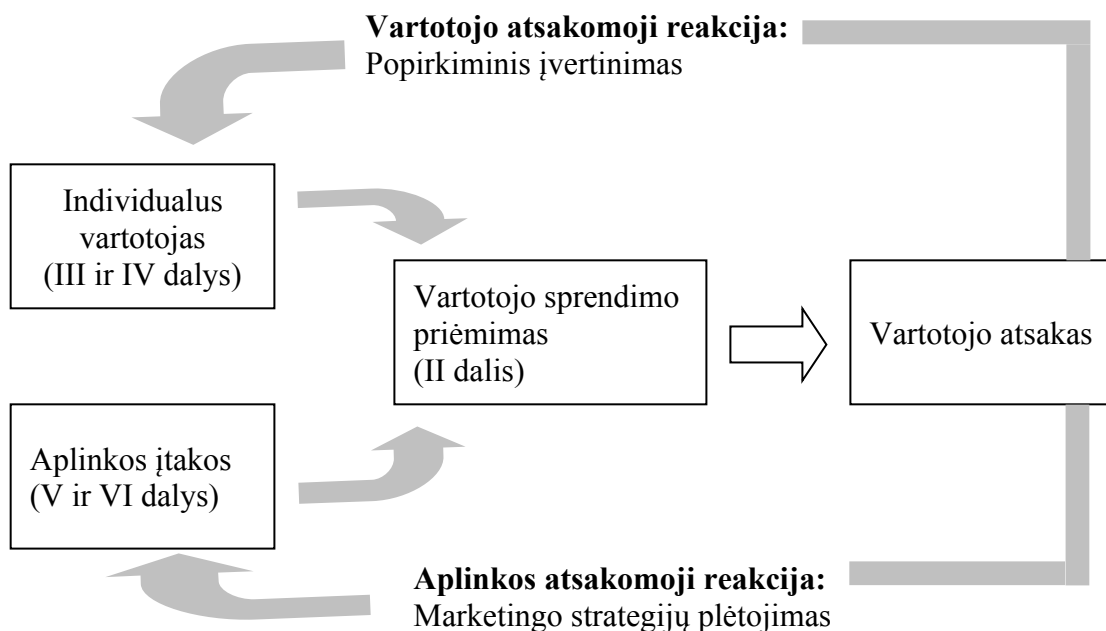 Vartotojo atsakomoji reakcija:
Popirkiminis įvertinimas
Individualus
vartotojas
(III ir IV dalys)
Vartotojo sprendimo
priėmimas
(II dalis)
Vartotojo atsakas
Aplinkos įtakos
(V ir VI dalys)
Aplinkos atsakomoji reakcija:
Marketingo strategijų plėtojimas